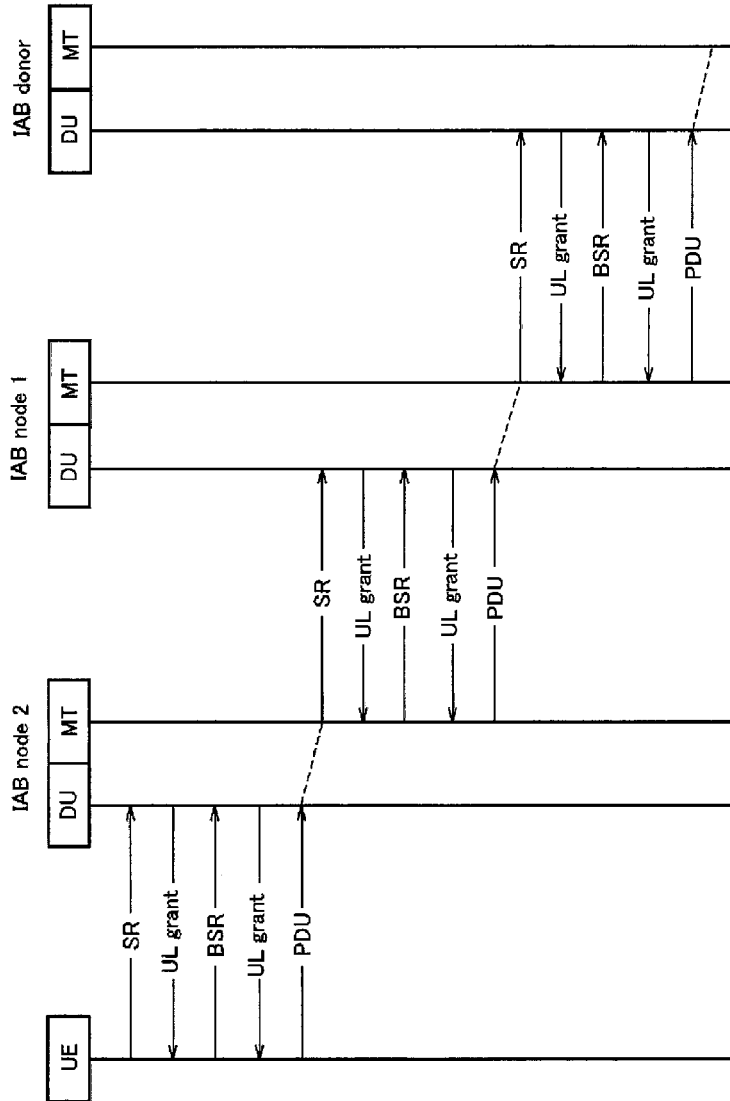 IAB node 2
IAB node 1
IAB donor
UE
DU
MT
DU
MT
DU
MT
SR
UL grant
BSR
UL grant
PDU
SR
UL grant
BSR
UL grant
PDU
SR
UL grant
BSR
UL grant
PDU